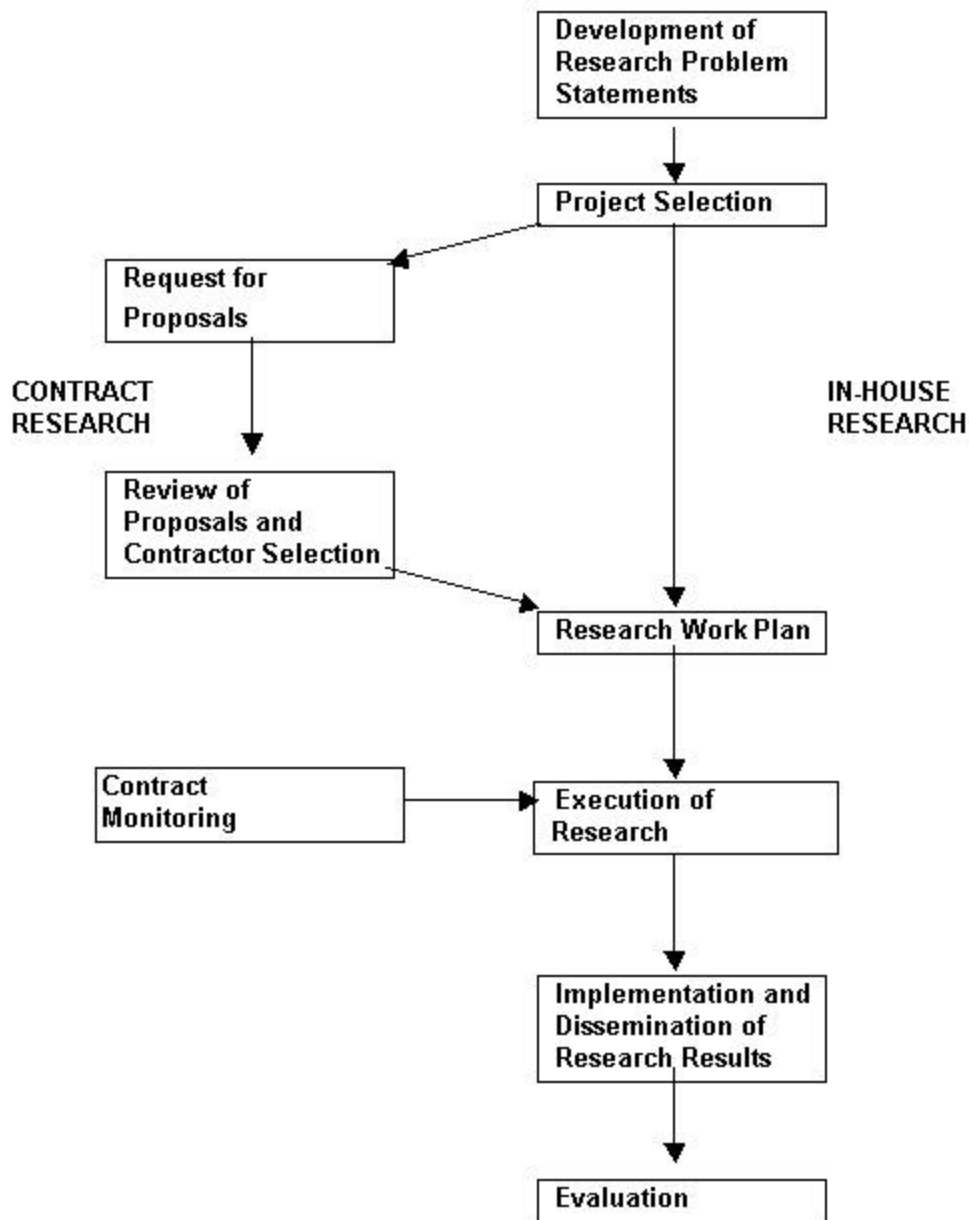 Development of
Research Problem
Statements
Project Selection
Request for
Proposals
CONTRACT
RESEARCH
IN-HOUSE
RESEARCH
Review of
Proposals and
Contractor Selection
Research Work Plan
Contract
Monitoring
Execution of
Research
Implementation and
Dissemination of
Research Results
Evaluation